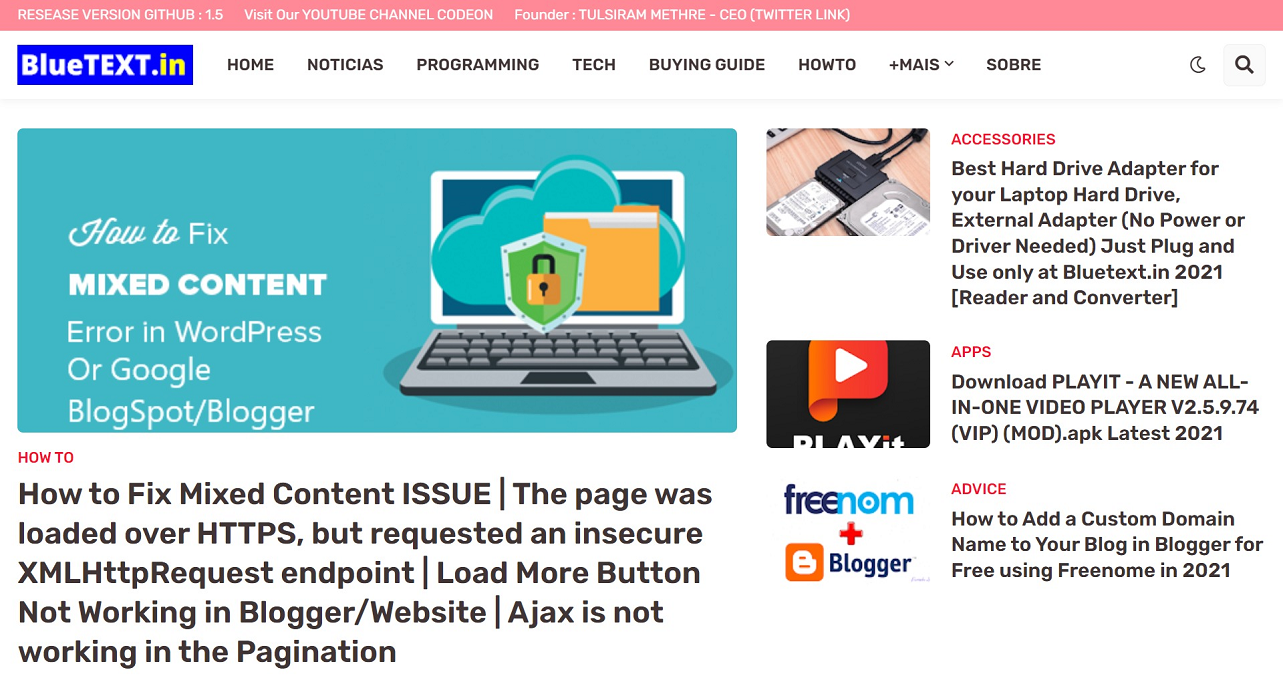 RESEASE VERSION GITHUB : 1.5 Visit Our YOUTUBE CHANNEL CODEON Founder : TULSIRAM METHRE - CEO (TWITTER LINK)
BlueTEXT.in HOME NOTICIAS PROGRAMMING TECH BUYING GUIDE HOWTO +MAIS SOBRE
How to Fix
MIXED CONTENT
Error in WordPress
Or Google
BlogSpot/Blogger
HOW TO
How to Fix Mixed Content ISSUE | The page was
loaded over HTTPS, but requested an insecure
XMLHttpRequest endpoint | Load More Button
Not Working in Blogger/Website | Ajax is not
working in the Pagination
ACCESSORIES
Best Hard Drive Adapter for
your Laptop Hard Drive,
External Adapter (No Power or
Driver Needed) Just Plug and
Use only at Bluetext.in 2021
[Reader and Converter]
PLAYit
APPS
Download PLAYIT - A NEW ALL-
IN-ONE VIDEO PLAYER V2.5.9.74
(VIP) (MOD).apk Latest 2021
freenom
Blogger
ADVICE
How to Add a Custom Domain
Name to Your Blog in Blogger for
Free using Freenome in 2021